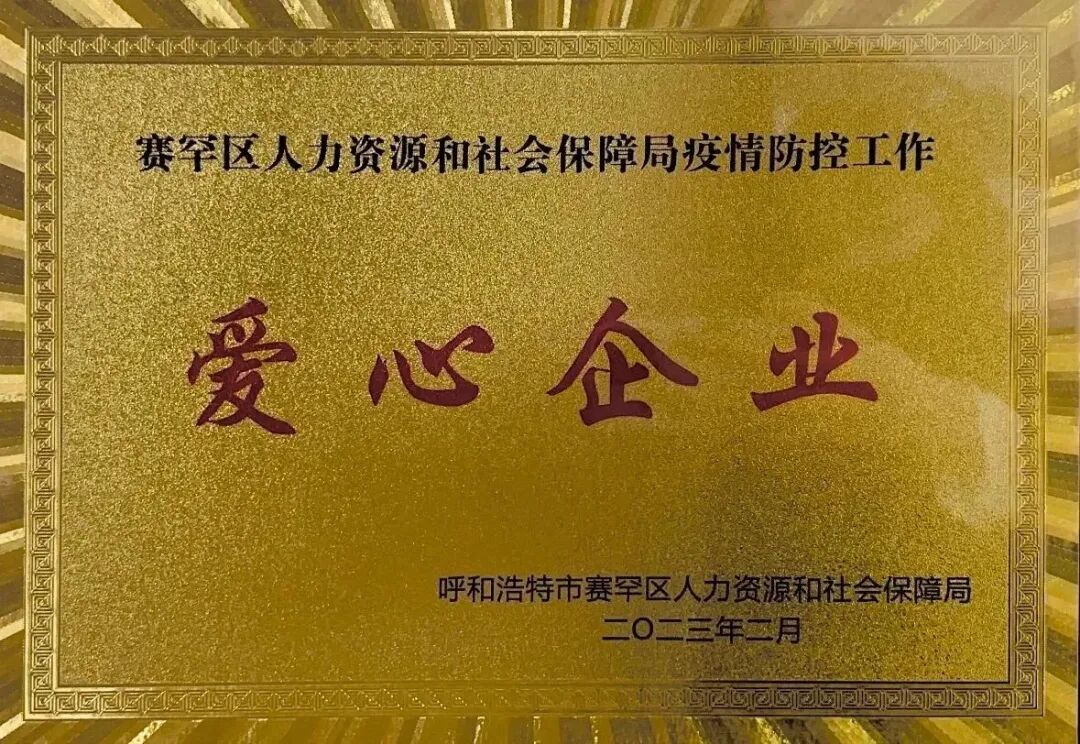 赛罕区人力资源和社会保障局疫情防控工作
爱心企业
呼和浩特市赛罕区人力资源和社会保障局
二〇二三年二月